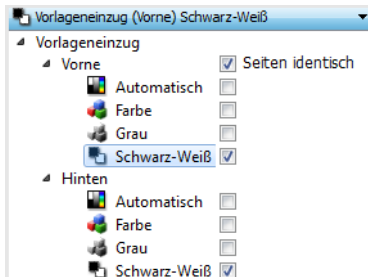 Vorlageneinzug (Vorne) Schwarz-Weiß
Vorlageneinzug
Vorne Seiten identisch
Automatisch
Farbe
Grau
Schwarz-Weiß
Hinten
Automatisch
Farbe
Grau
Schwarz-Weiß